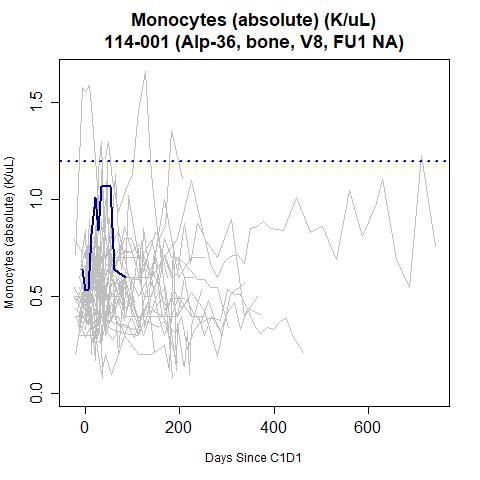 Monocytes (absolute) (K/uL)
114-001 (Alp-36, bone, V8, FU1 NA)
Monocytes (absolute) (K/uL)
1.5
1.0
0.5
0.0
0 200 400 600
Days Since C1D1